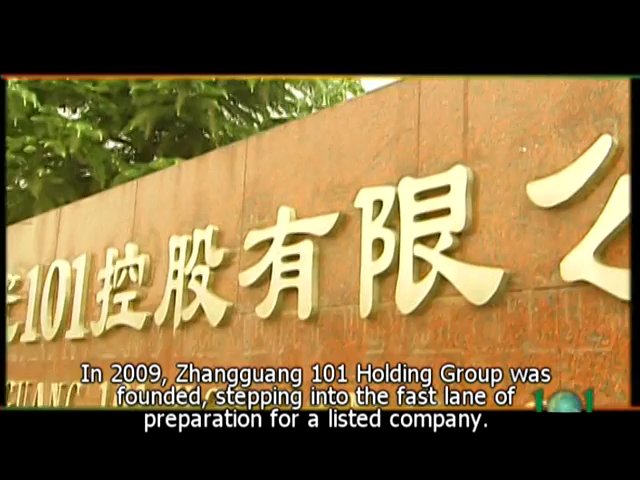 101控股有限公
In 2009, Zhangguang 101 Holding Group was
founded, stepping into the fast lane of
preparation for a listed company.
101